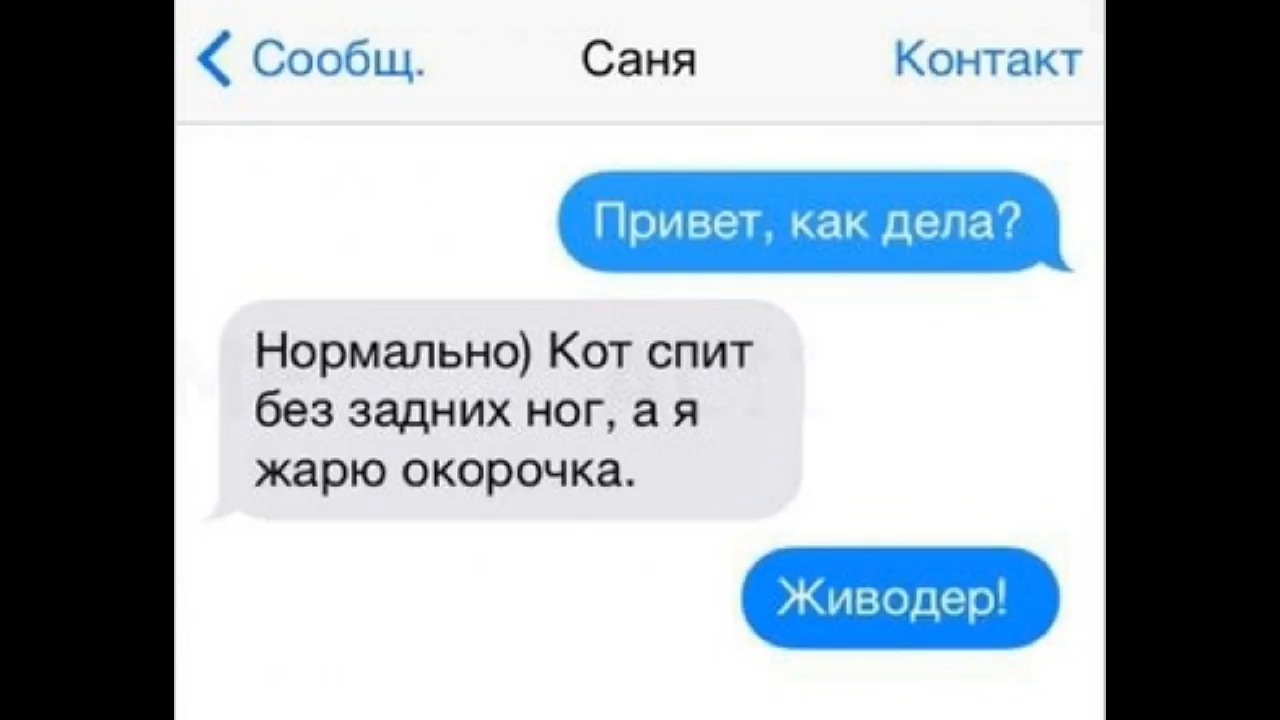 Сообщ. Саня Контакт
Привет, как дела?
Нормально) Кот спит
без задних ног, а я
жарю окорочка.
Живодер!